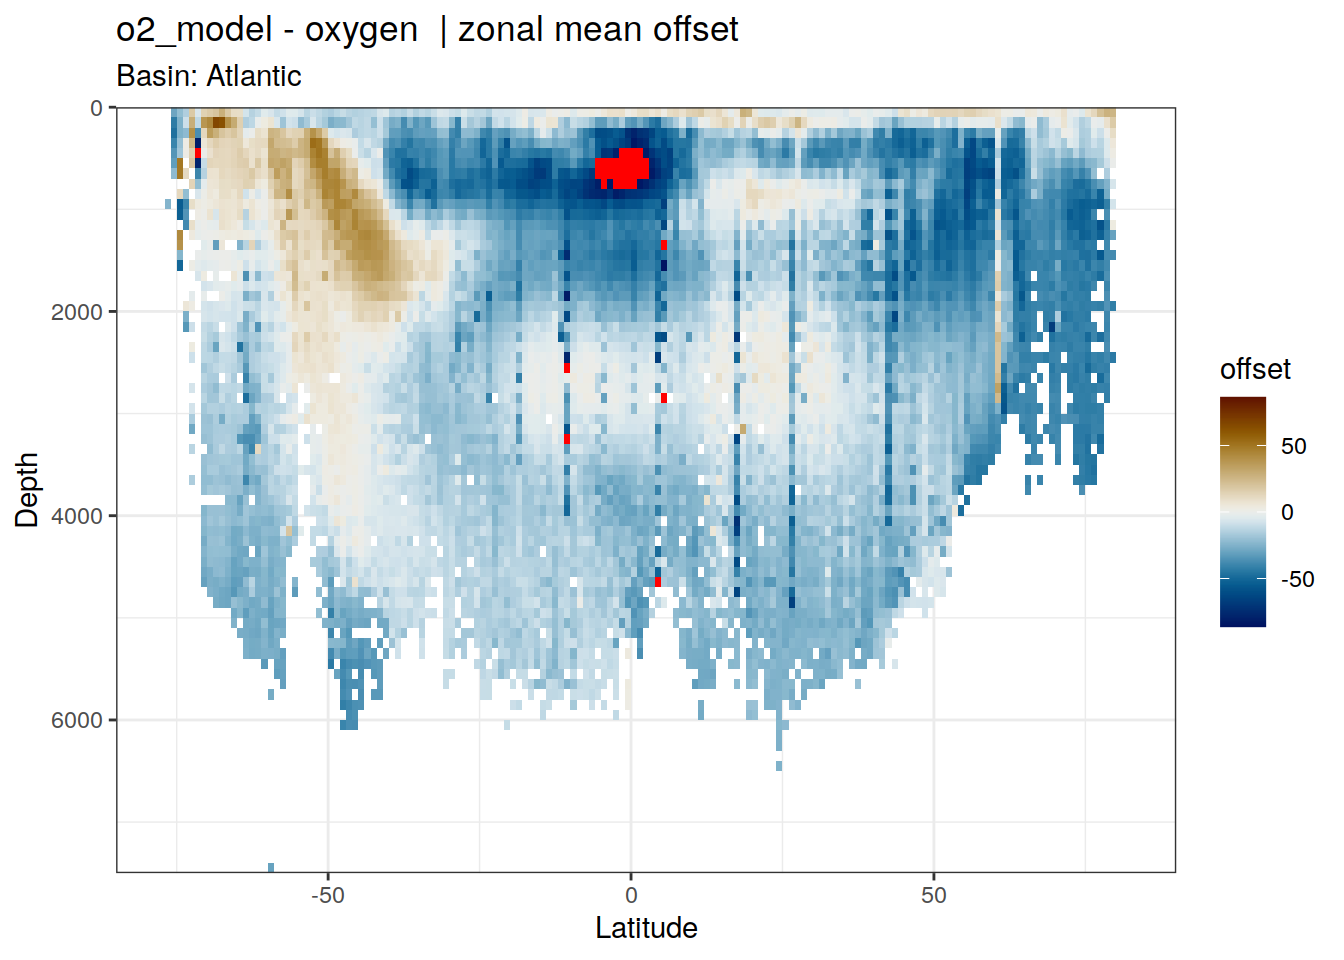 o2_model - oxygen  | zonal mean offset
Basin: Atlantic
0
2000
4000
6000
Depth
-50
0
50
Latitude
offset
50
0
-50